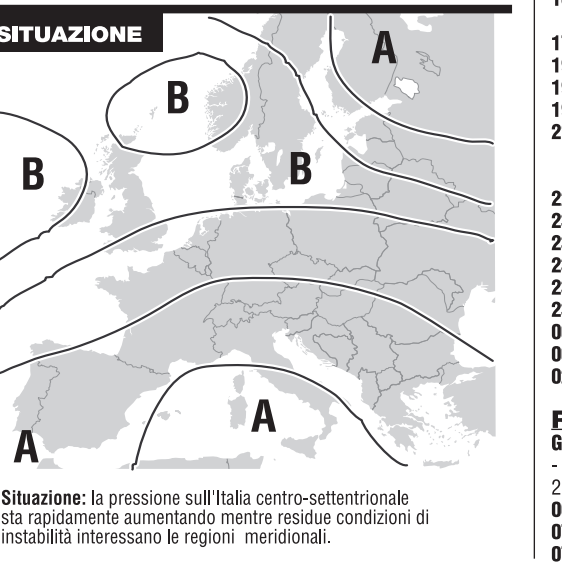 SITUAZIONE
A
B
B
B
A
A
Situazione: la pressione sull'Italia centro-settentrionale
sta rapidamente aumentando mentre residue condizioni di
instabilità interessano le regioni meridionali.